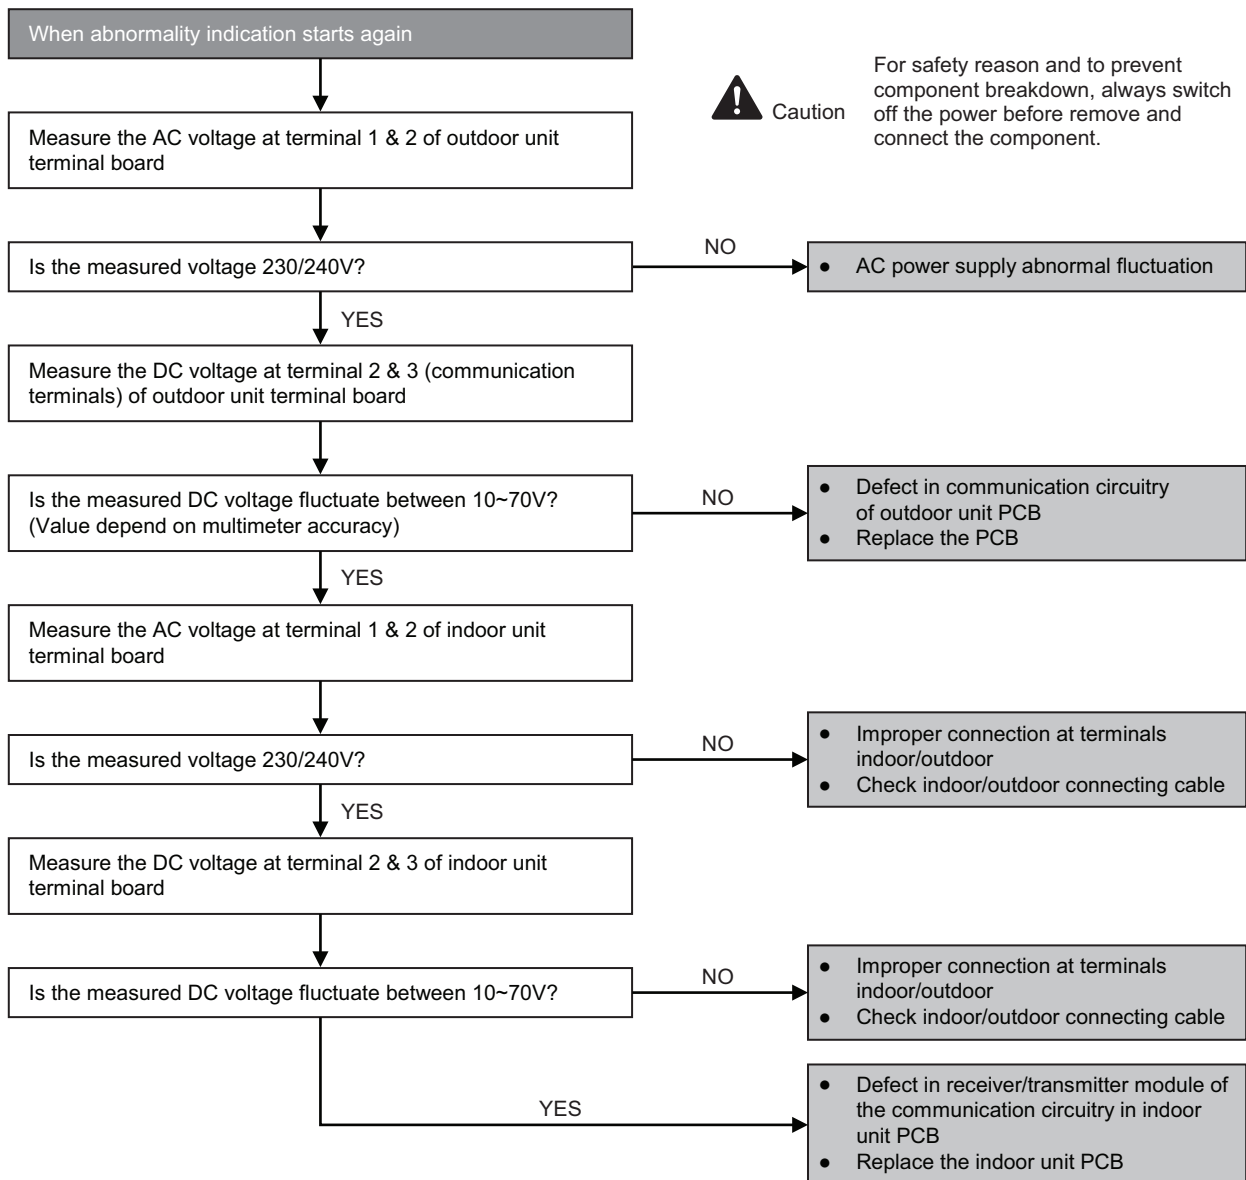 When abnormality indication starts again
Caution
For safety reason and to prevent
component breakdown, always switch
off the power before remove and
connect the component.
Measure the AC voltage at terminal 1 & 2 of outdoor unit
terminal board
Is the measured voltage 230/240V?
NO
● AC power supply abnormal fluctuation
YES
Measure the DC voltage at terminal 2 & 3 (communication
terminals) of outdoor unit terminal board
Is the measured DC voltage fluctuate between 10~70V?
(Value depend on multimeter accuracy)
NO
● Defect in communication circuitry
of outdoor unit PCB
● Replace the PCB
YES
Measure the AC voltage at terminal 1 & 2 of indoor unit
terminal board
Is the measured voltage 230/240V?
NO
● Improper connection at terminals
indoor/outdoor
● Check indoor/outdoor connecting cable
YES
Measure the DC voltage at terminal 2 & 3 of indoor unit
terminal board
Is the measured DC voltage fluctuate between 10~70V?
NO
● Improper connection at terminals
indoor/outdoor
● Check indoor/outdoor connecting cable
YES
● Defect in receiver/transmitter module of
the communication circuitry in indoor
unit PCB
● Replace the indoor unit PCB